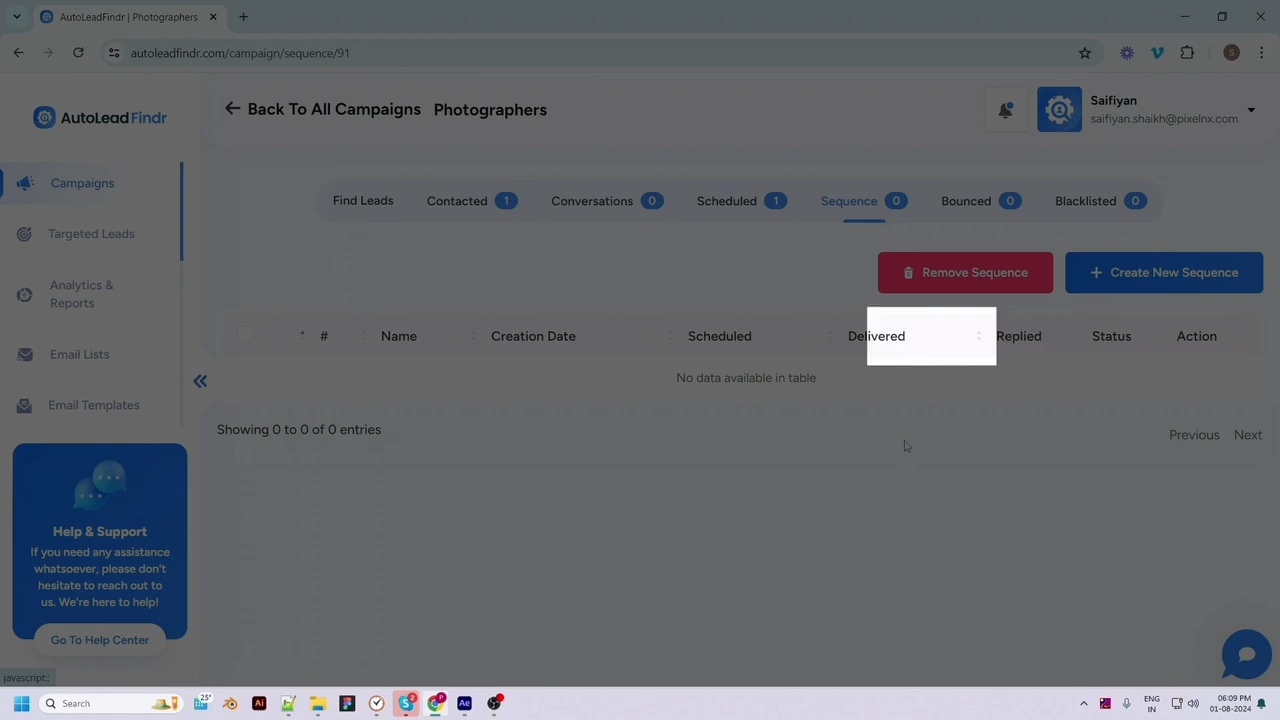 AutoLeadFindr | Photographers
autoleadfindr.com/campaign/sequence/91
S
AutoLead Findr
Back To All Campaigns Photographers
Saifiyan
saifiyan.shaikh@pixelnx.com
Campaigns
Targeted Leads
Analytics &
Reports
Email Lists
Email Templates
Find Leads Contacted 1 Conversations 0 Scheduled 1 Sequence 0 Bounced 0 Blacklisted 0
Remove Sequence + Create New Sequence
# Name Creation Date Scheduled Delivered Replied Status Action
No data available in table
Showing 0 to 0 of 0 entries
Previous Next
Help & Support
If you need any assistance
whatsoever, please don't
hesitate to reach out to
us. We're here to help!
Go To Help Center
javascript:;
Search
25°
Ai
2
P
Ae
ENG
IN
06:09 PM
01-08-2024